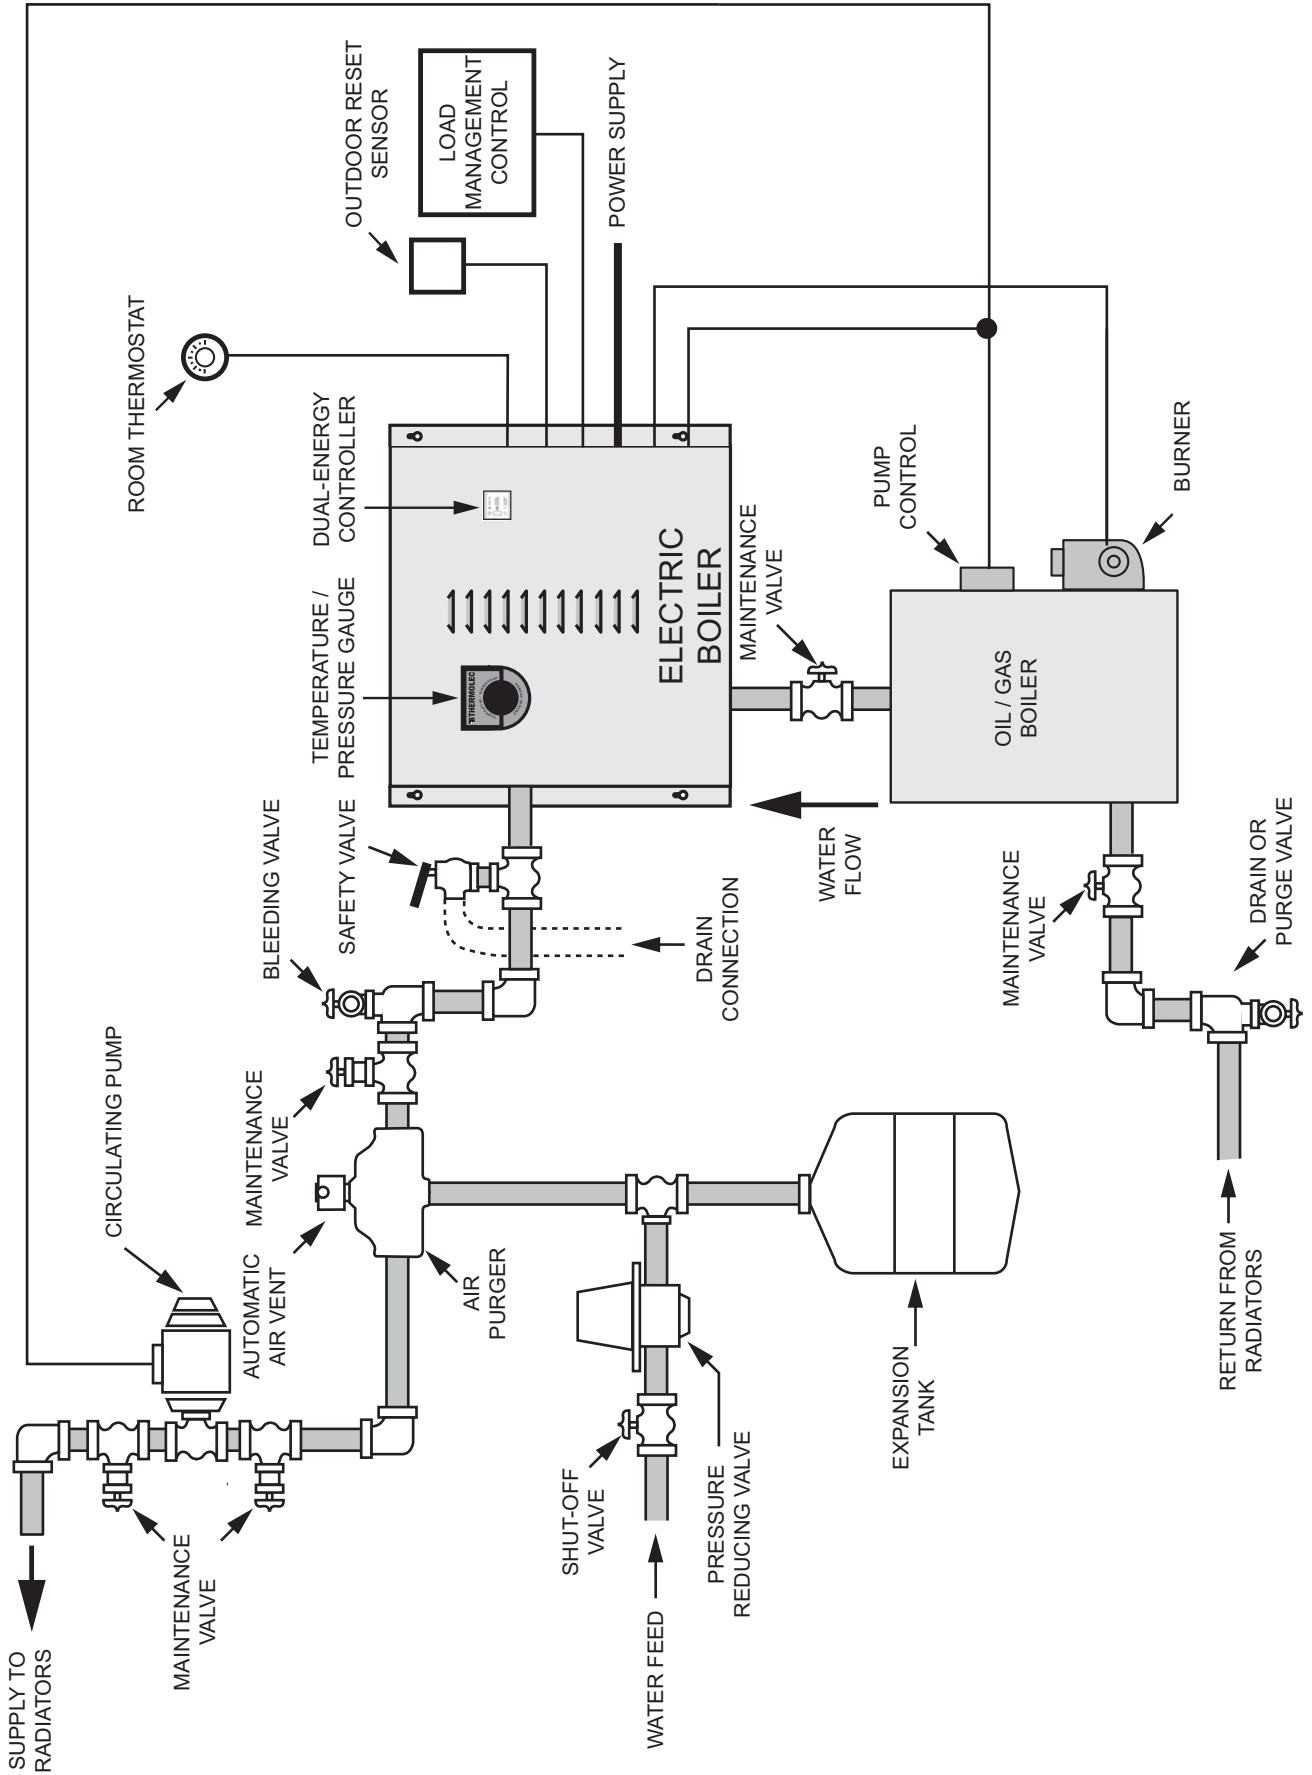 SUPPLY TO
RADIATORS
MAINTENANCE
VALVE
CIRCULATING PUMP
AUTOMATIC
AIR VENT
MAINTENANCE
VALVE
BLEEDING VALVE
SAFETY VALVE
TEMPERATURE /
PRESSURE GAUGE
DUAL-ENERGY
CONTROLLER
ROOM THERMOSTAT
OUTDOOR RESET
SENSOR
LOAD
MANAGEMENT
CONTROL
POWER SUPPLY
THERMOLEC
ELECTRIC
BOILER
AIR
PURGER
DRAIN
CONNECTION
WATER
FLOW
MAINTENANCE
VALVE
PUMP
CONTROL
BURNER
OIL / GAS
BOILER
WATER FEED
SHUT-OFF
VALVE
PRESSURE
REDUCING VALVE
EXPANSION
TANK
MAINTENANCE
VALVE
DRAIN OR
PURGE VALVE
RETURN FROM
RADIATORS